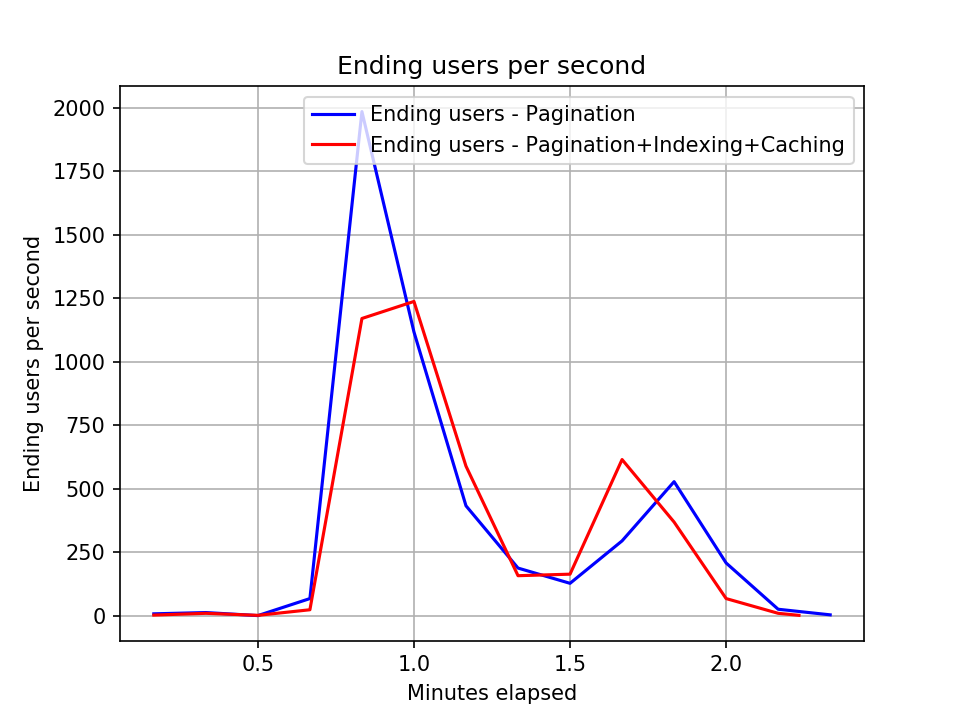 Ending users per second
Ending users - Pagination
Ending users - Pagination+Indexing+Caching
Ending users per second
2000
1750
1500
1250
1000
750
500
250
0
0.5 1.0 1.5 2.0
Minutes elapsed